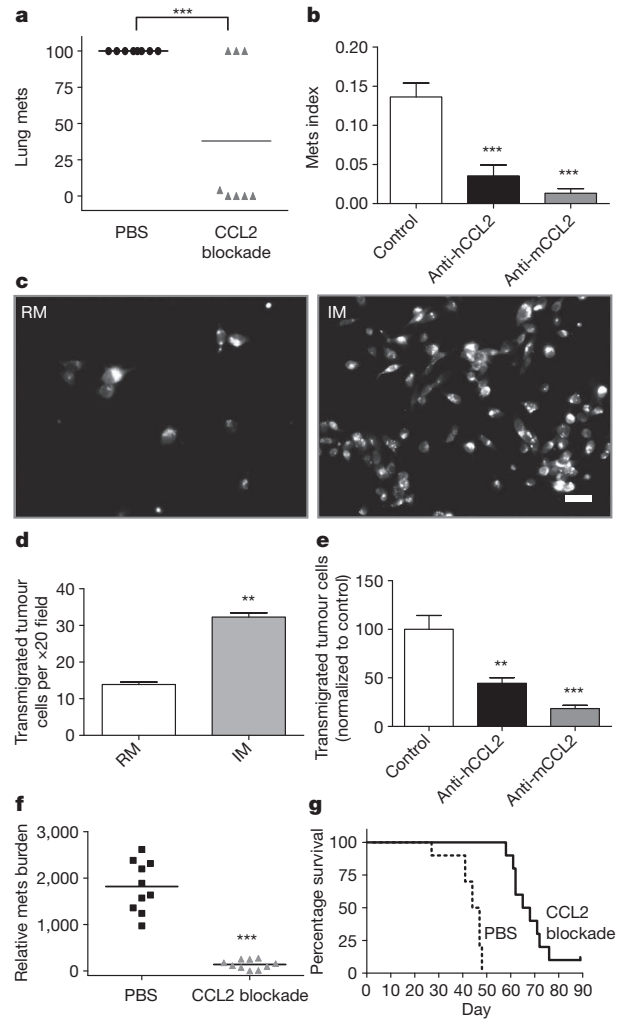 a
***
Lung mets
100
75
50
25
0
PBS
CCL2
blockade
b
Mets index
0.20
0.15
0.10
0.05
0.00
***
***
Control
Anti-hCCL2
Anti-mCCL2
c
RM
IM
d
Transmigrated tumour
cells per ×20 field
40
30
20
10
0
**
RM
IM
e
Transmigrated tumour cells
(normalized to control)
150
100
50
0
**
***
Control
Anti-hCCL2
Anti-mCCL2
f
Relative mets burden
3,000
2,000
1,000
0
***
PBS
CCL2 blockade
g
Percentage survival
100
75
50
25
0
PBS
CCL2
blockade
0 10 20 30 40 50 60 70 80 90
Day